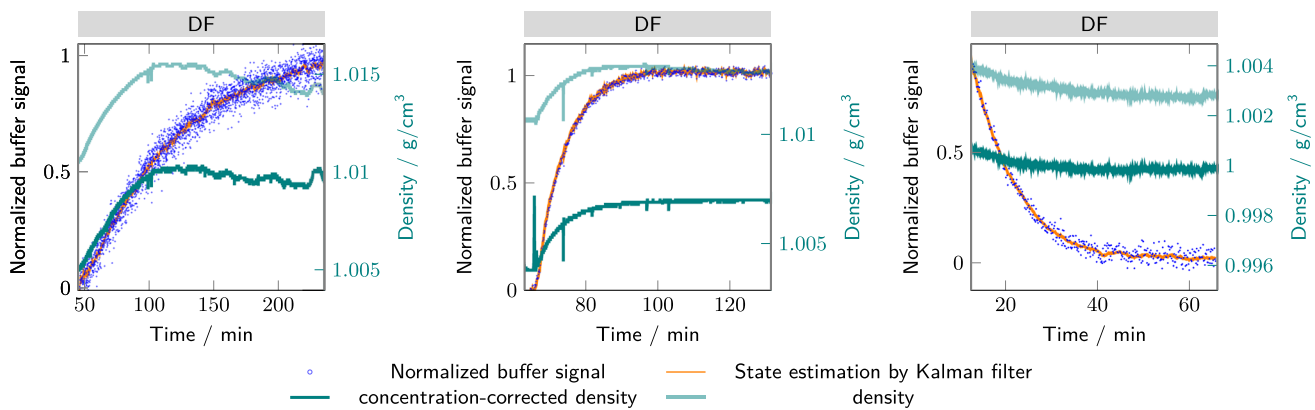 DF
Normalized buffer signal
1
0.5
0
50
100
150
200
Time / min
1.015
1.01
1.005
Density / g/cm³
DF
Normalized buffer signal
1
0.5
0
80
100
120
Time / min
1.01
1.005
Density / g/cm³
DF
Normalized buffer signal
0.5
0
20
40
60
Time / min
1.004
1.002
1
0.998
0.996
Density / g/cm³
Normalized buffer signal State estimation by Kalman filter
concentration-corrected density density